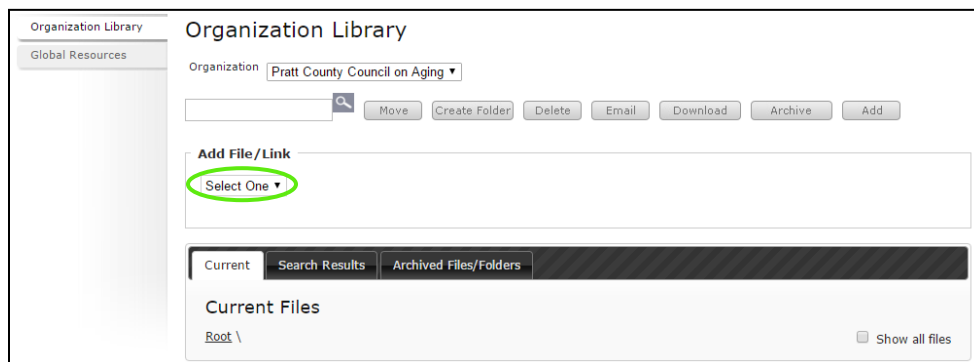 Organization Library
Global Resources
Organization Library
Organization Pratt County Council on Aging
Move Create Folder Delete Email Download Archive Add
Add File/Link
Select One
Current Search Results Archived Files/Folders
Current Files
Root \ Show all files